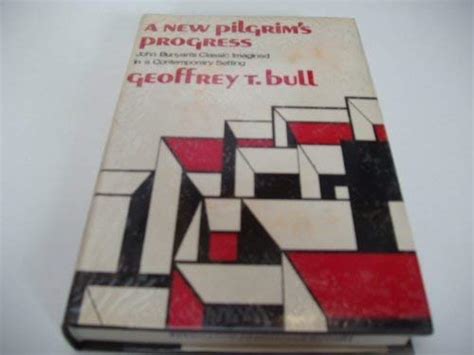 A NEW PILGRIM'S
PROGRESS
John Bunyan's Classic Imagined
in a Contemporary Setting
GEOFFREY T. BULL